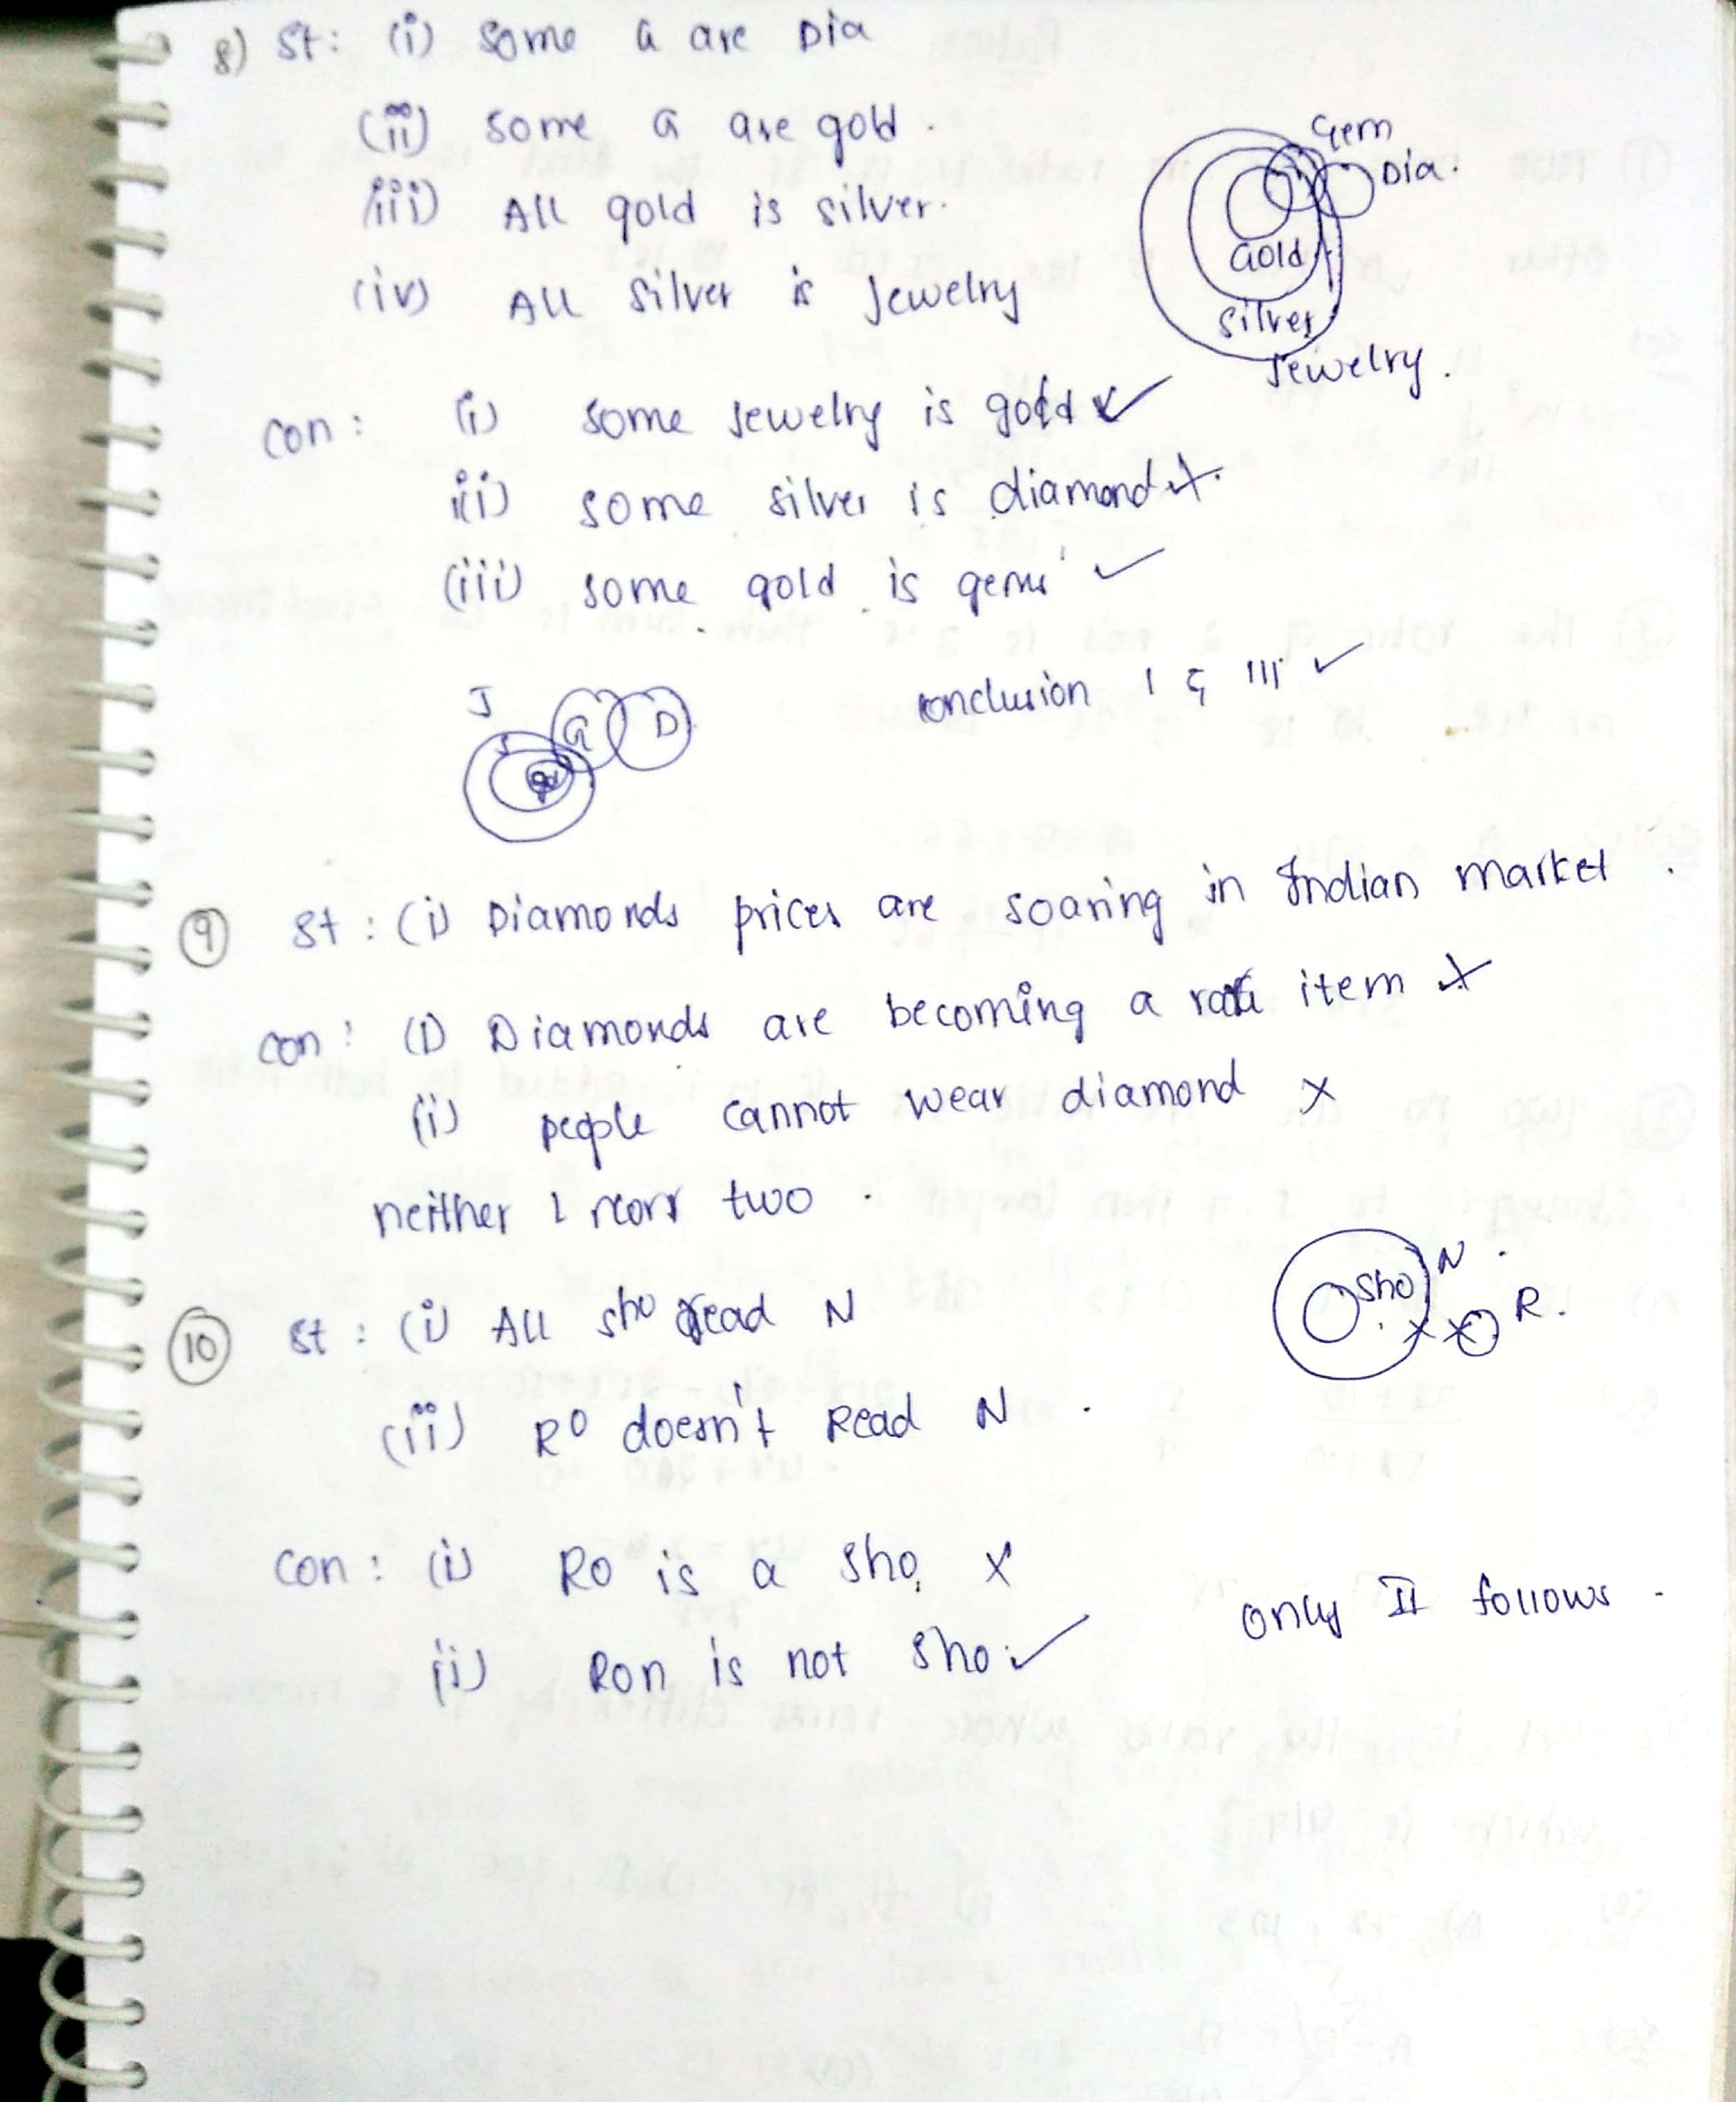 8) St: (i) Some G are Dia
(ii) Some G are gold.
(iii) All gold is silver.
(iv) All silver is Jewelry
Gem
Dia.
Gold
Silver
Jewelry.
con: (i) some Jewelry is gold ✓
(ii) some silver is diamond ✗.
(iii) some gold is gems ✓
conclusion I & III ✓
J
S G D
9) St: (i) Diamonds prices are soaring in Indian market.
con: (i) Diamonds are becoming a rare item ✗
(ii) people cannot wear diamond ✗
neither 1 nor two.
10) St: (i) All sho read N
(ii) RO doesn't Read N.
Sho N.
R.
con: (i) RO is a sho, ✗
(ii) Ron is not sho. ✓
only II follows.